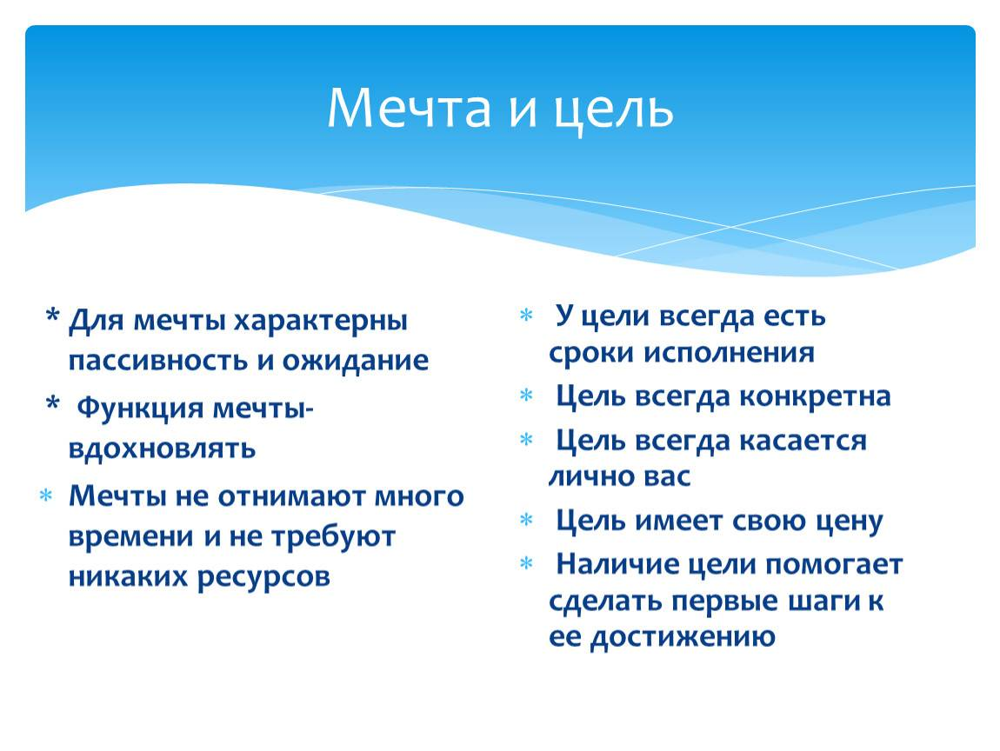 Мечта и цель
* Для мечты характерны
пассивность и ожидание
* Функция мечты-
вдохновлять
* Мечты не отнимают много
времени и не требуют
никаких ресурсов
* У цели всегда есть
сроки исполнения
* Цель всегда конкретна
* Цель всегда касается
лично вас
* Цель имеет свою цену
* Наличие цели помогает
сделать первые шаги к
ее достижению